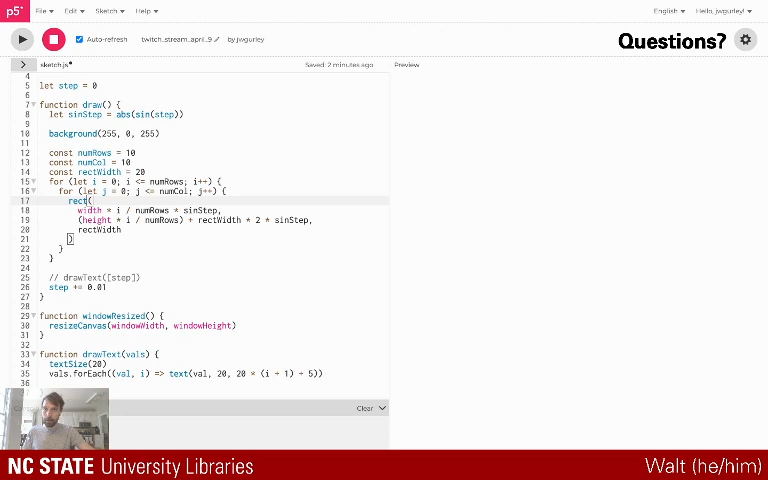 p5* File Edit Sketch Help English Hello, jwgurley!
Auto-refresh twitch_stream_april_9 by jwgurley Questions?
> sketch.js Saved: 2 minutes ago Preview
4
5 let step = 0
6
7 function draw() {
8 let sinStep = abs(sin(step))
9
10 background(255, 0, 255)
11
12 const numRows = 10
13 const numCol = 10
14 const rectWidth = 20
15 for (let i = 0; i <= numRows; i++) {
16 for (let j = 0; j <= numCol; j++) {
17 rect(
18 width * i / numRows * sinStep,
19 (height * i / numRows) + rectWidth * 2 * sinStep,
20 rectWidth
21 )
22 }
23 }
24
25 // drawText([step])
26 step += 0.01
27 }
28
29 function windowResized() {
30 resizeCanvas(windowWidth, windowHeight)
31 }
32
33 function drawText(vals) {
34 textSize(20)
35 vals.forEach((val, i) => text(val, 20, 20 * (i + 1) + 5))
36
Clear
NC STATE University Libraries Walt (he/him)